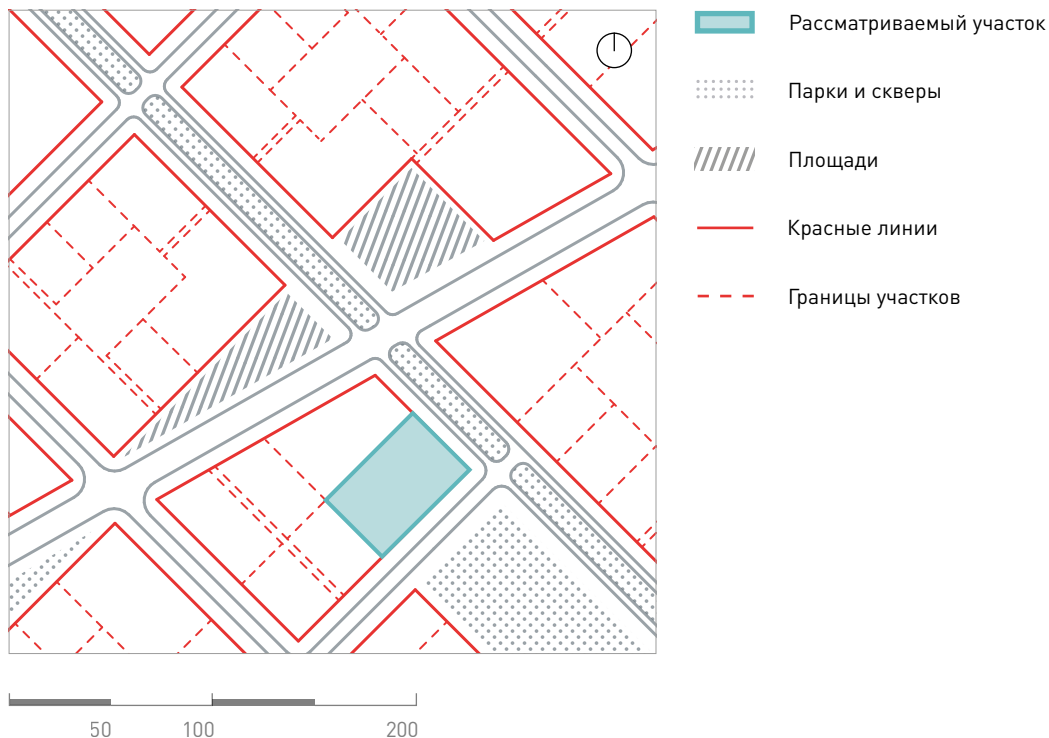 Рассматриваемый участок
Парки и скверы
Площади
Красные линии
Границы участков
50 100 200